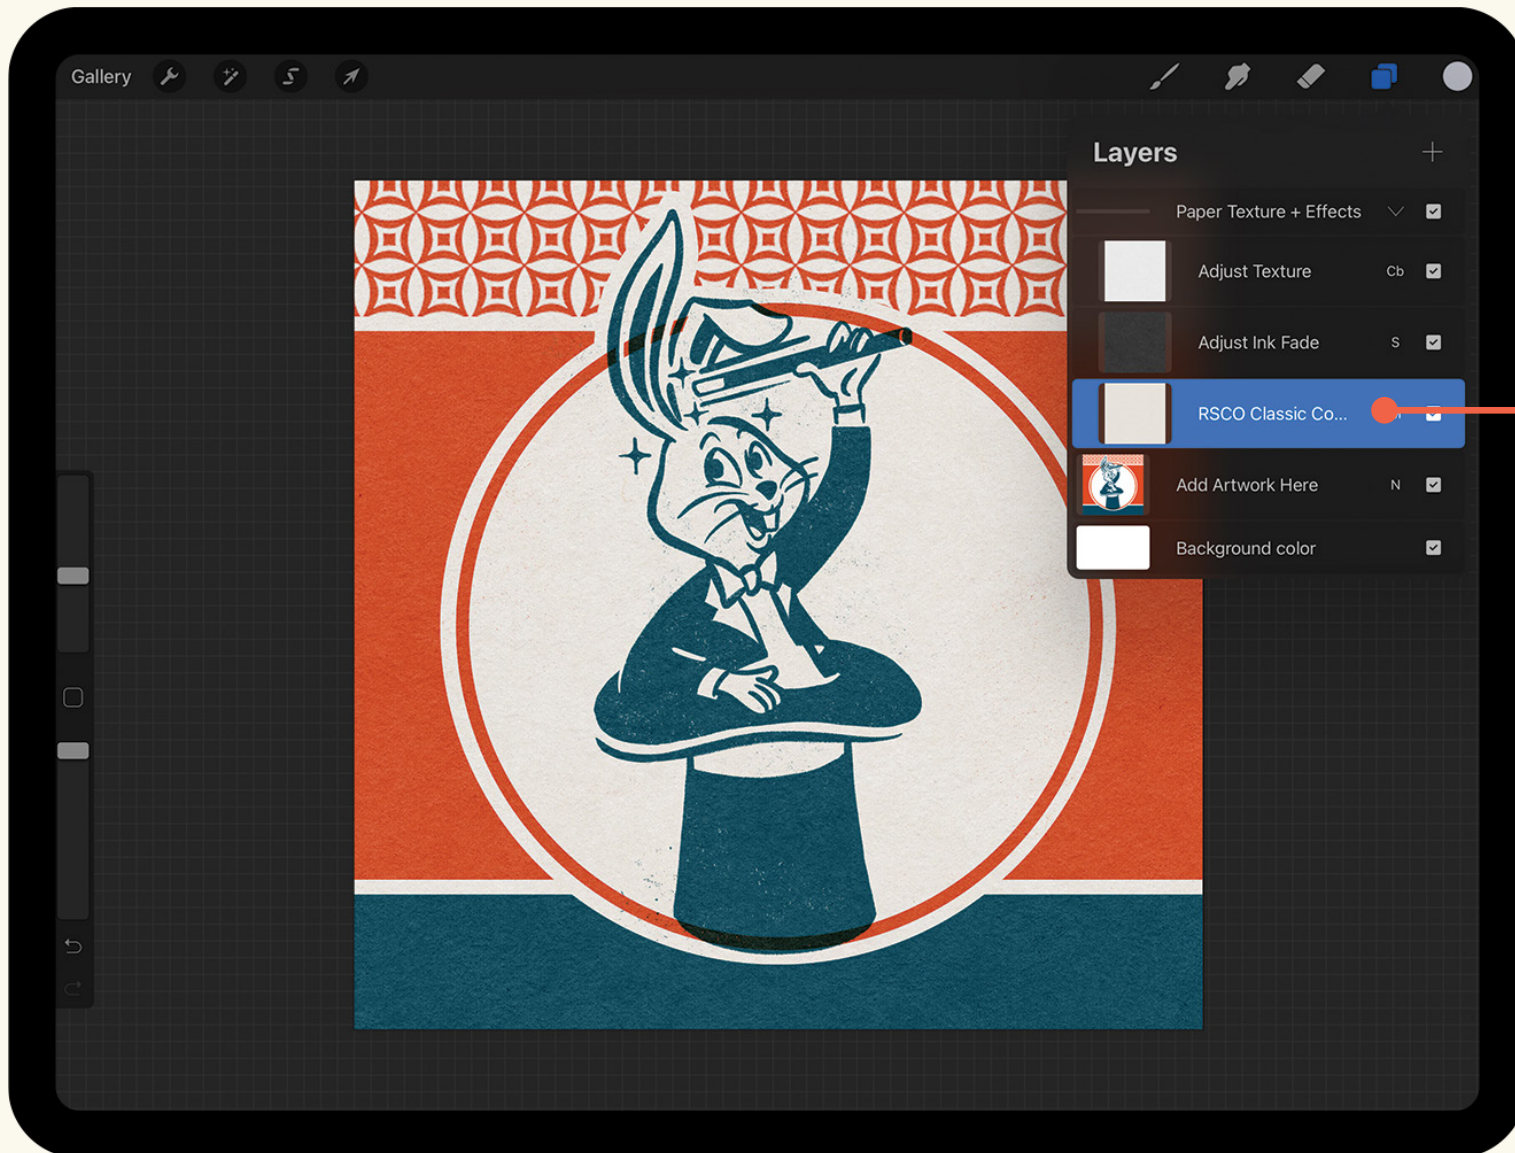 Gallery
Layers
Paper Texture + Effects
Adjust Texture Cb
Adjust Ink Fade S
RSCO Classic Co...
Add Artwork Here N
Background color